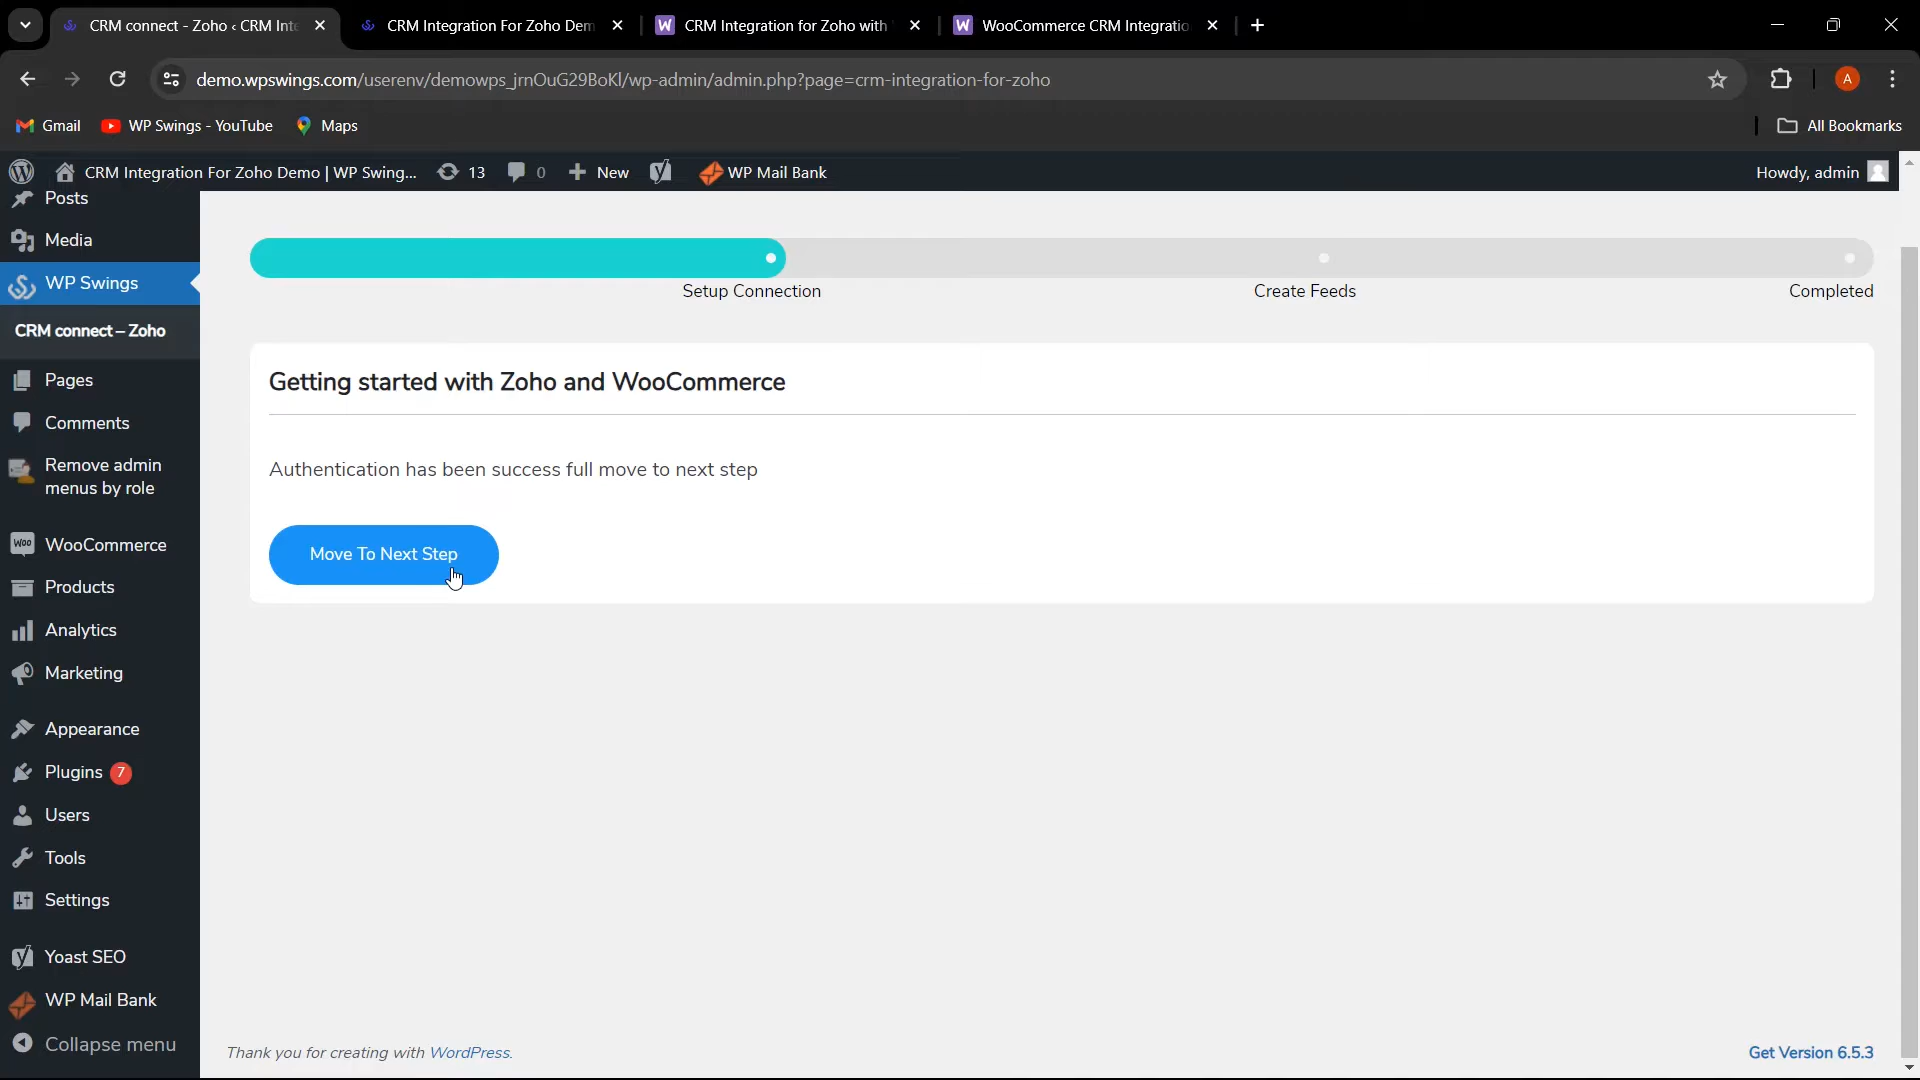 CRM connect - Zoho ‹ CRM Inte
CRM Integration For Zoho Dem
CRM Integration for Zoho with
WooCommerce CRM Integratio
demo.wpswings.com/userenv/demowps_jrnOuG29BoKl/wp-admin/admin.php?page=crm-integration-for-zoho
A
Gmail
WP Swings - YouTube
Maps
All Bookmarks
CRM Integration For Zoho Demo | WP Swing...
13
0
New
WP Mail Bank
Howdy, admin
Posts
Media
WP Swings
CRM connect – Zoho
Pages
Comments
Remove admin
menus by role
WooCommerce
Products
Analytics
Marketing
Appearance
Plugins 7
Users
Tools
Settings
Yoast SEO
WP Mail Bank
Collapse menu
Setup Connection
Create Feeds
Completed
Getting started with Zoho and WooCommerce
Authentication has been success full move to next step
Move To Next Step
Thank you for creating with WordPress.
Get Version 6.5.3